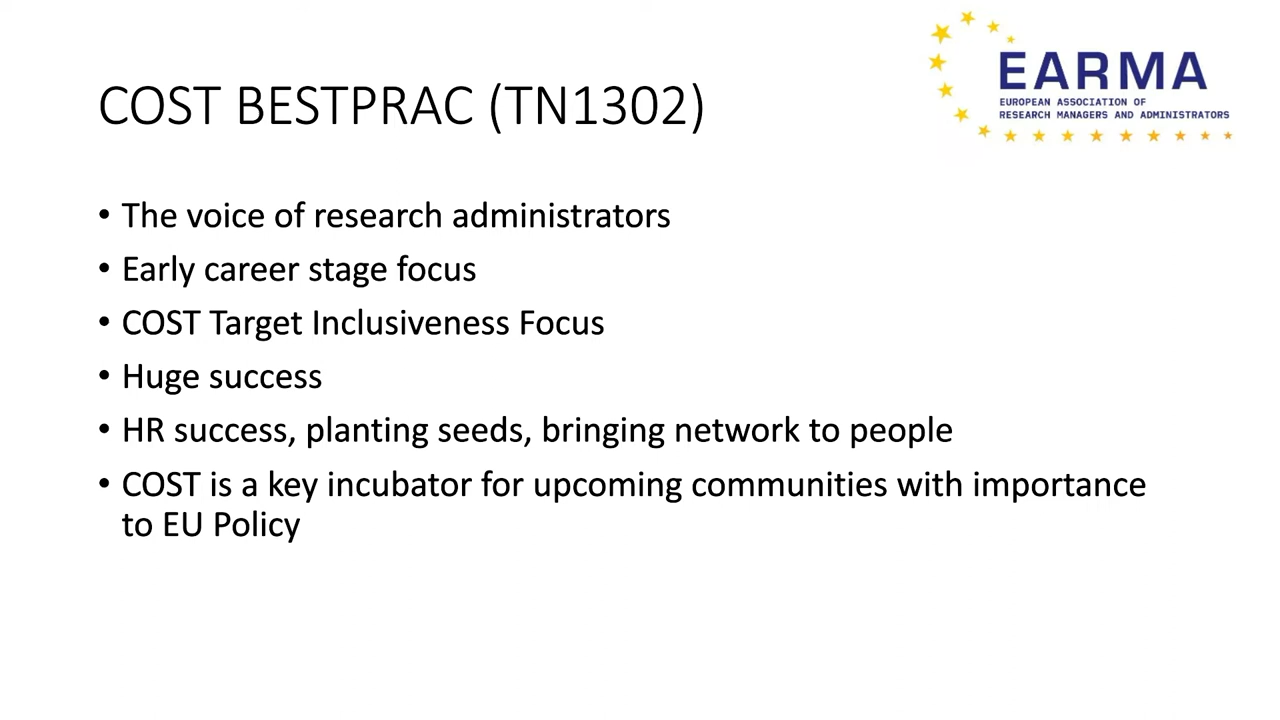 COST BESTPRAC (TN1302)
EARMA
EUROPEAN ASSOCIATION OF
RESEARCH MANAGERS AND ADMINISTRATORS
• The voice of research administrators
• Early career stage focus
• COST Target Inclusiveness Focus
• Huge success
• HR success, planting seeds, bringing network to people
• COST is a key incubator for upcoming communities with importance
to EU Policy